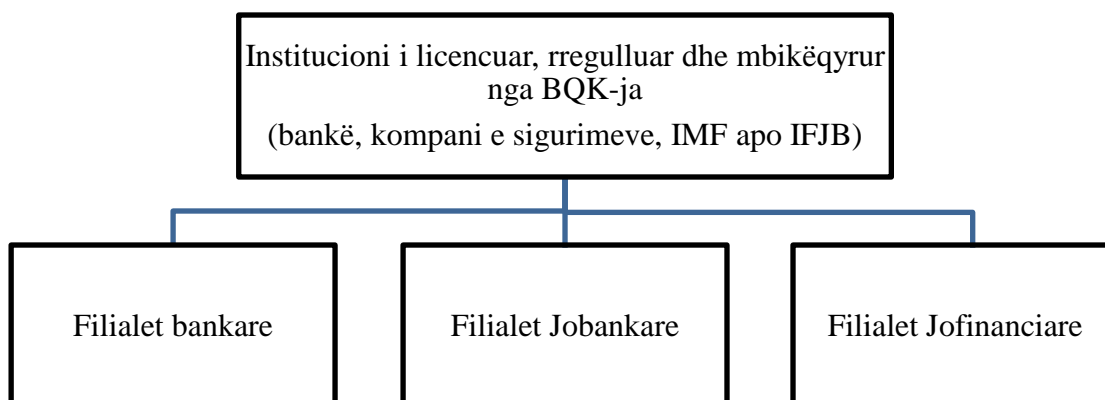 Institucioni i licencuar, rregulluar dhe mbikëqyrur
nga BQK-ja
(bankë, kompani e sigurimeve, IMF apo IFJB)
Filialet bankare
Filialet Jobankare
Filialet Jofinanciare